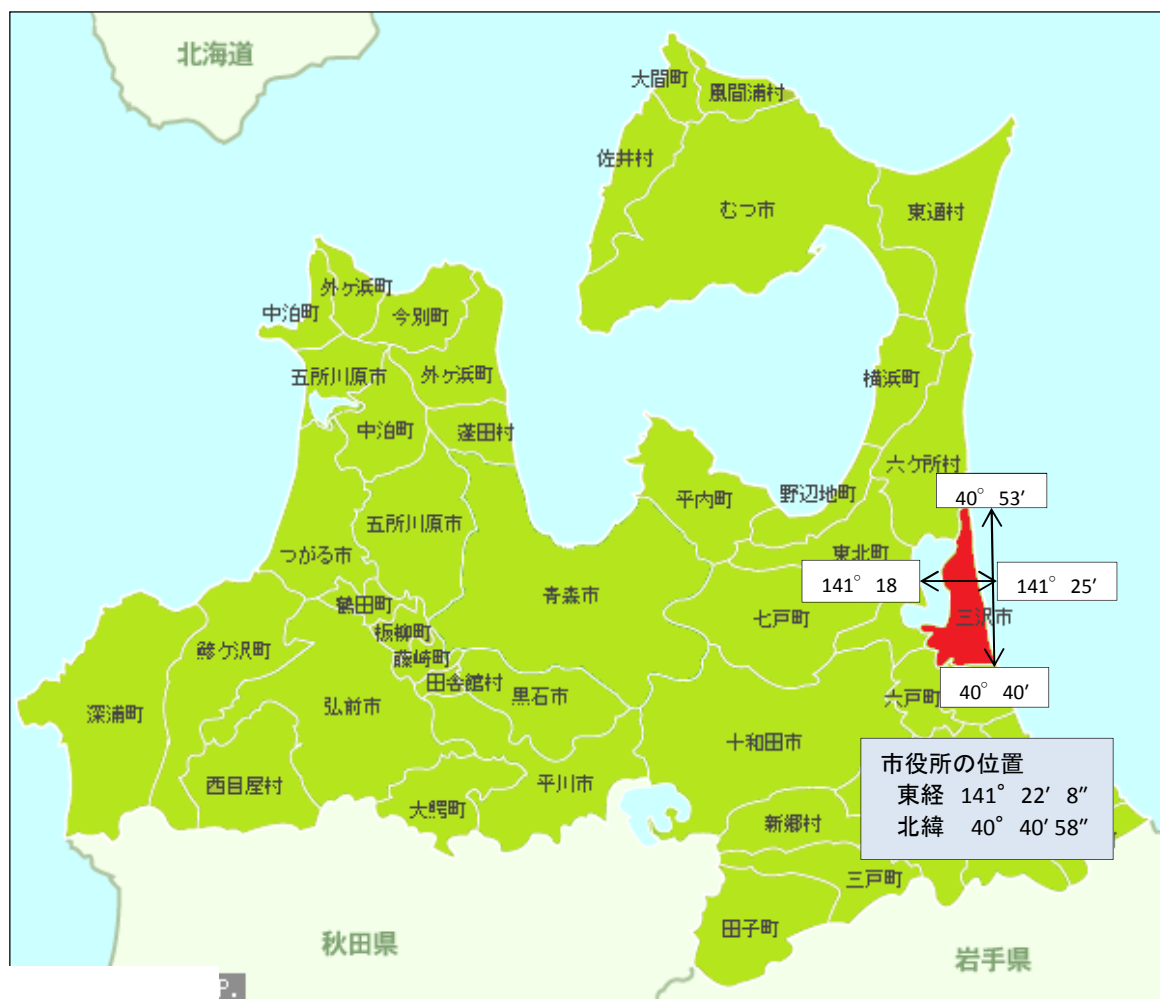 北海道
大間町
風間浦村
佐井村
むつ市
東通村
外ヶ浜町
中泊町
今別町
五所川原市
外ヶ浜町
横浜町
中泊町
蓬田村
六ケ所村
平内町
野辺地町
40° 53′
五所川原市
つがる市
東北町
141° 18
141° 25′
青森市
鶴田町
七戸町
三沢市
板柳町
鰺ケ沢町
藤崎町
田舎館村
黒石市
六戸町
40° 40′
深浦町
弘前市
十和田市
市役所の位置
東経 141° 22′ 8″
北緯 40° 40′ 58″
西目屋村
大鰐町
平川市
新郷村
三戸町
田子町
秋田県
岩手県
P.